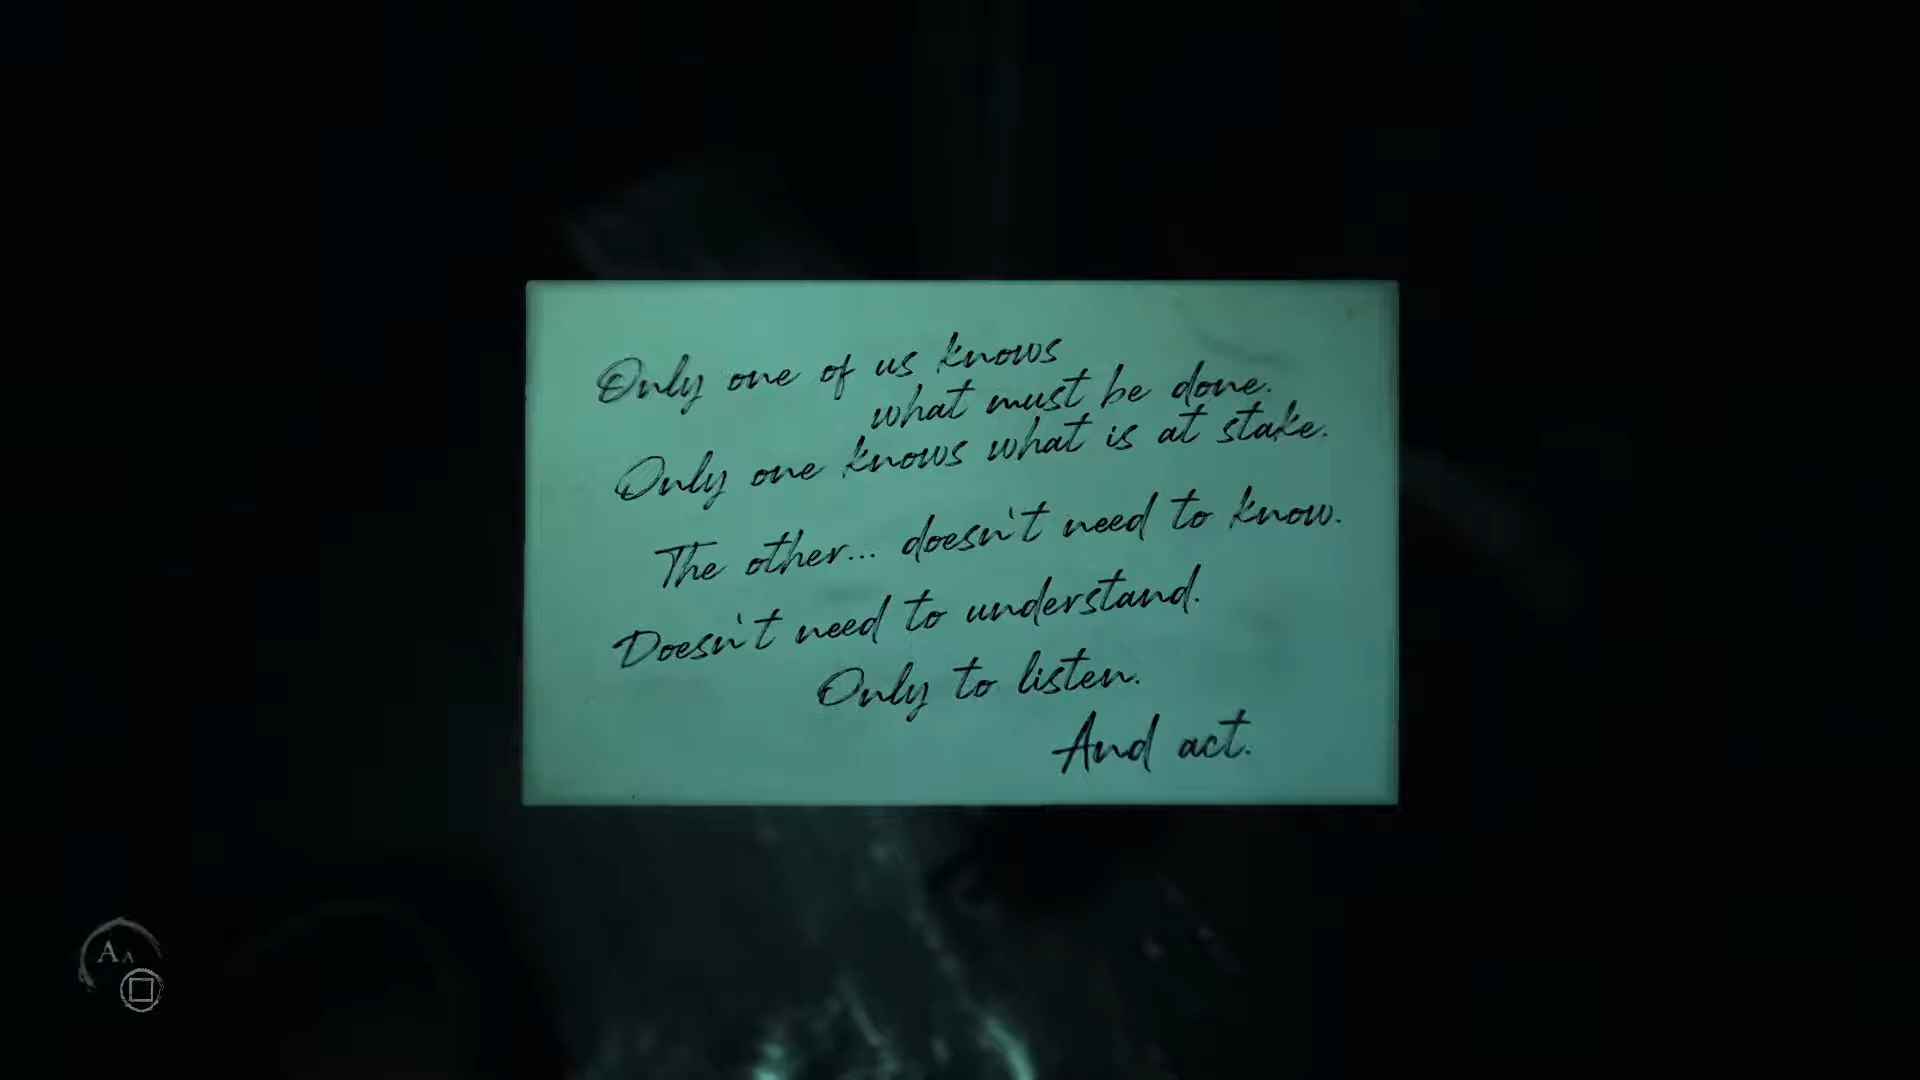 Only one of us knows
what must be done.
Only one knows what is at stake.
The other... doesn't need to know.
Doesn't need to understand.
Only to listen.
And act.
AA